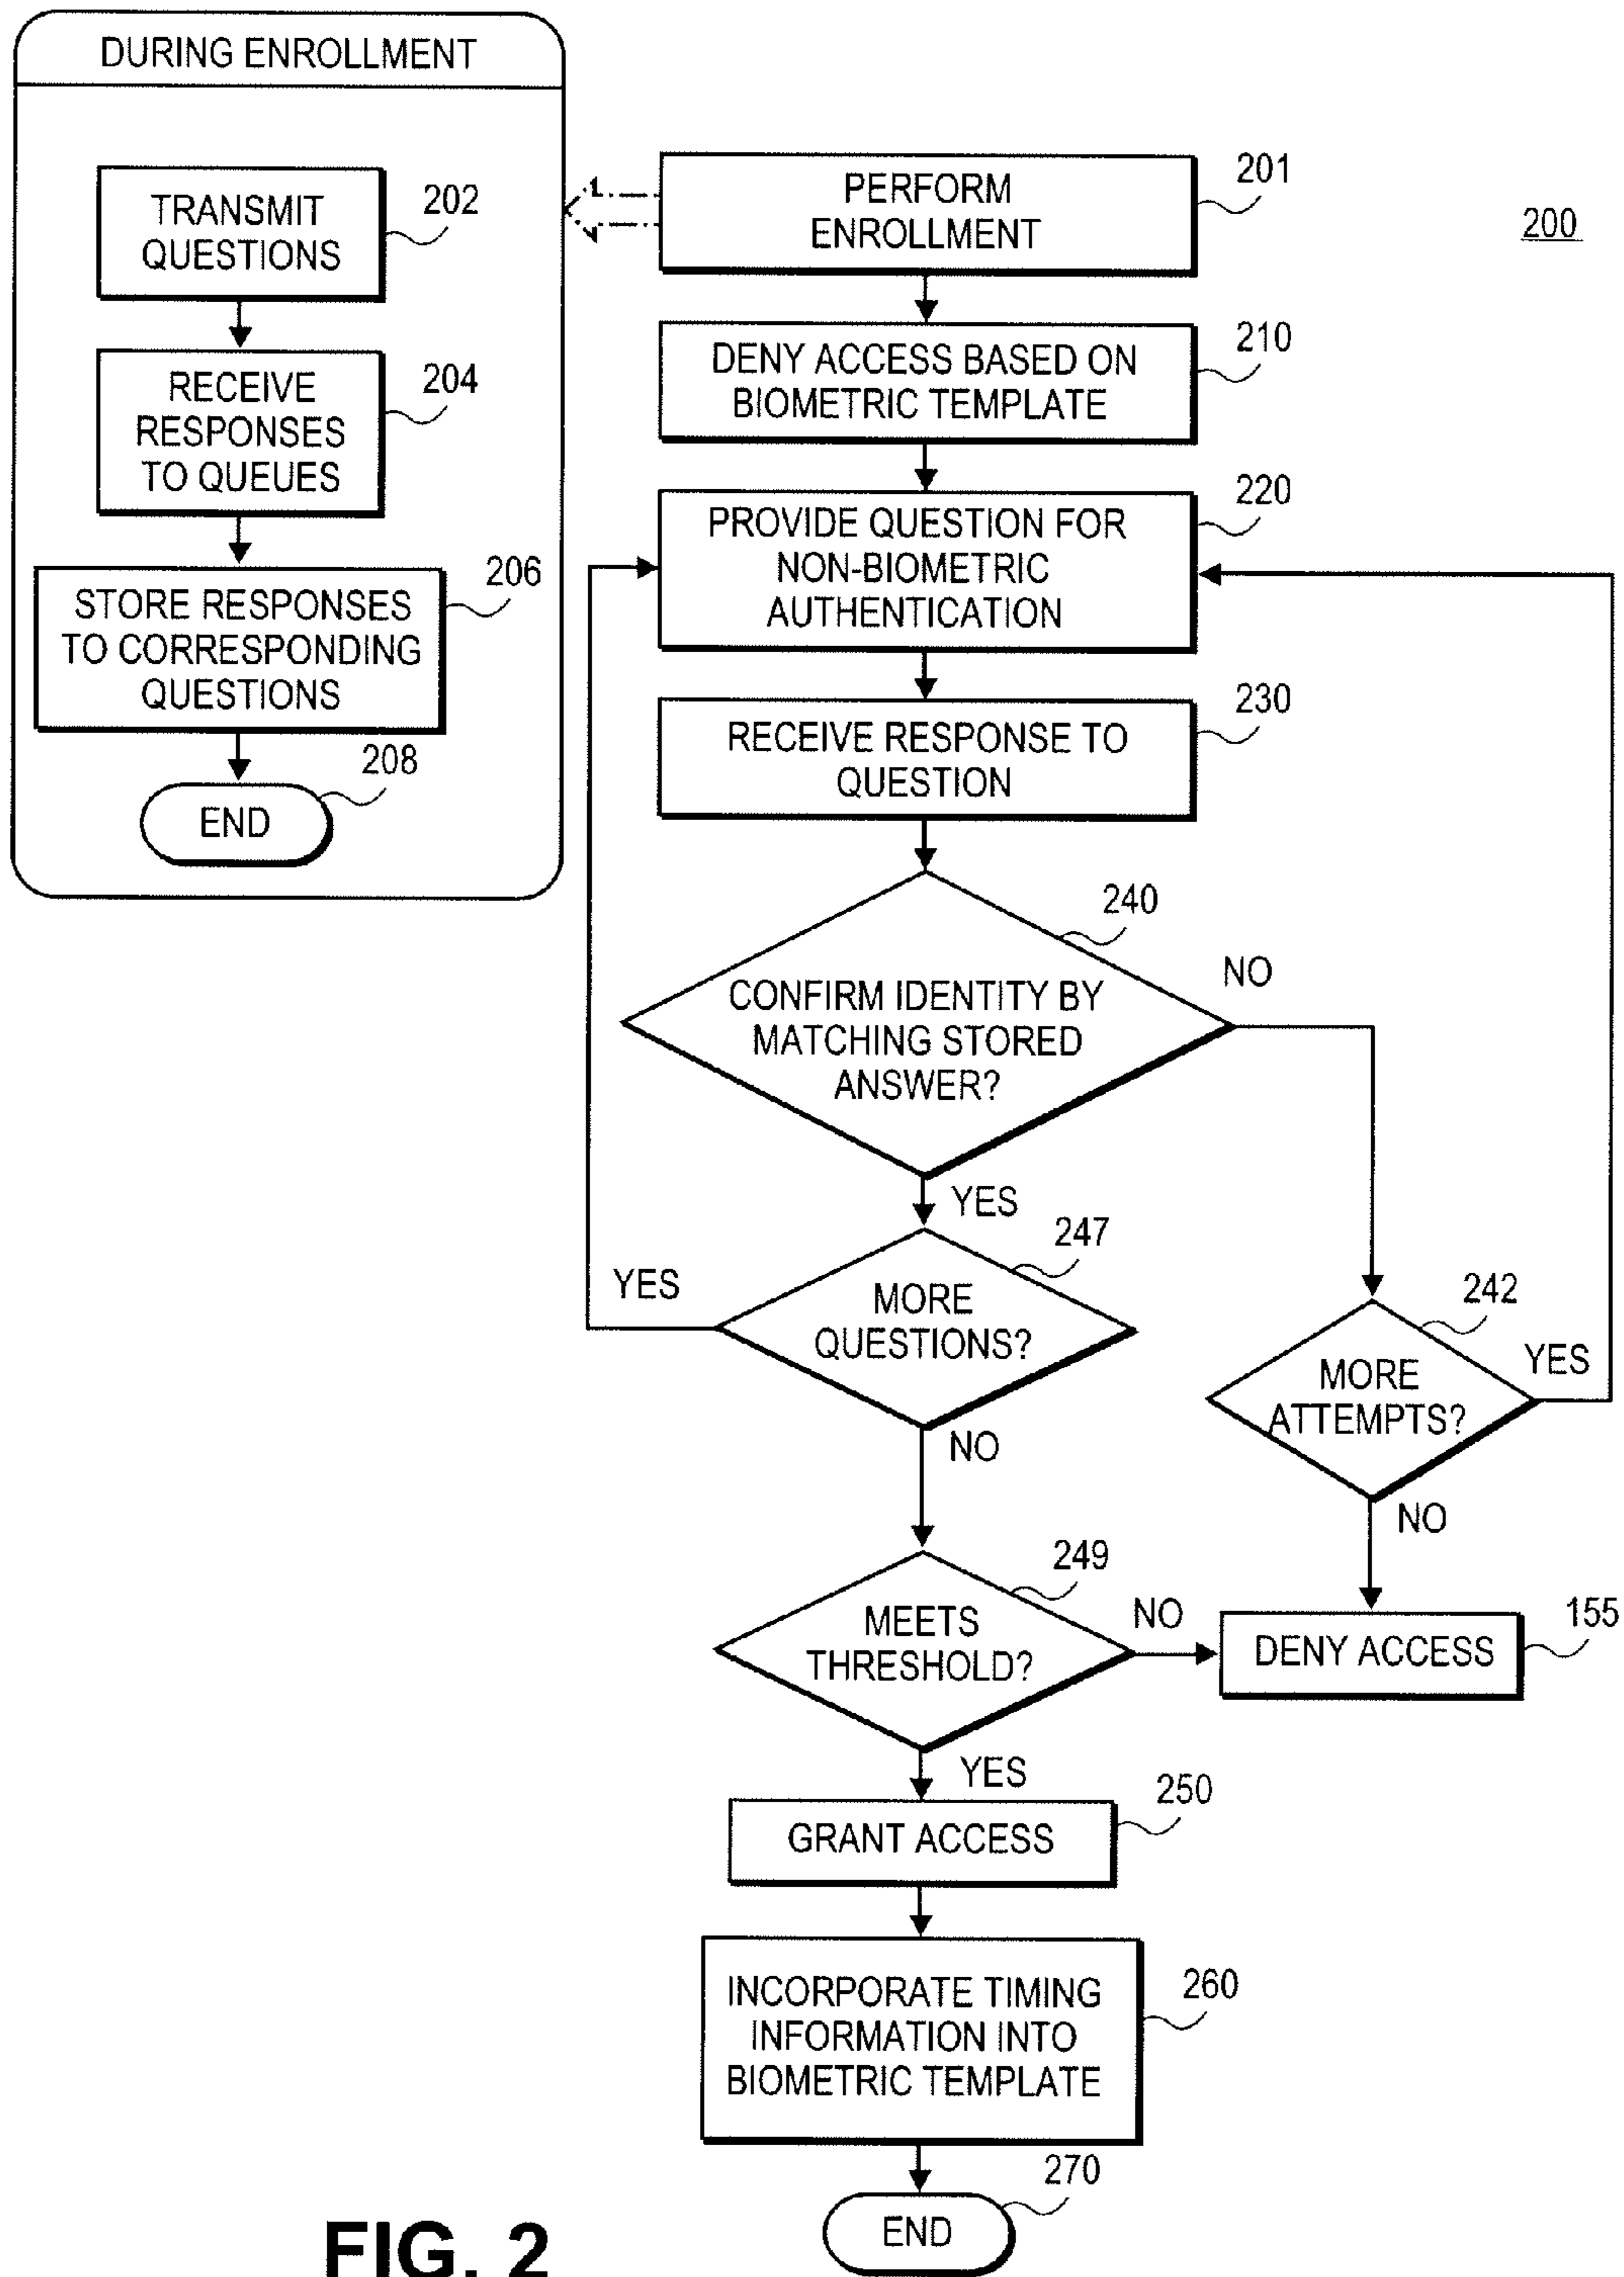 DURING ENROLLMENT
TRANSMIT
QUESTIONS
202
RECEIVE
RESPONSES
TO QUEUES
204
STORE RESPONSES
TO CORRESPONDING
QUESTIONS
206
END
208
PERFORM
ENROLLMENT
201
200
DENY ACCESS BASED ON
BIOMETRIC TEMPLATE
210
PROVIDE QUESTION FOR
NON-BIOMETRIC
AUTHENTICATION
220
RECEIVE RESPONSE TO
QUESTION
230
CONFIRM IDENTITY BY
MATCHING STORED
ANSWER?
240
NO
YES
MORE
QUESTIONS?
247
YES
NO
MORE
ATTEMPTS?
242
YES
NO
MEETS
THRESHOLD?
249
NO
DENY ACCESS
155
YES
GRANT ACCESS
250
INCORPORATE TIMING
INFORMATION INTO
BIOMETRIC TEMPLATE
260
END
270
FIG. 2